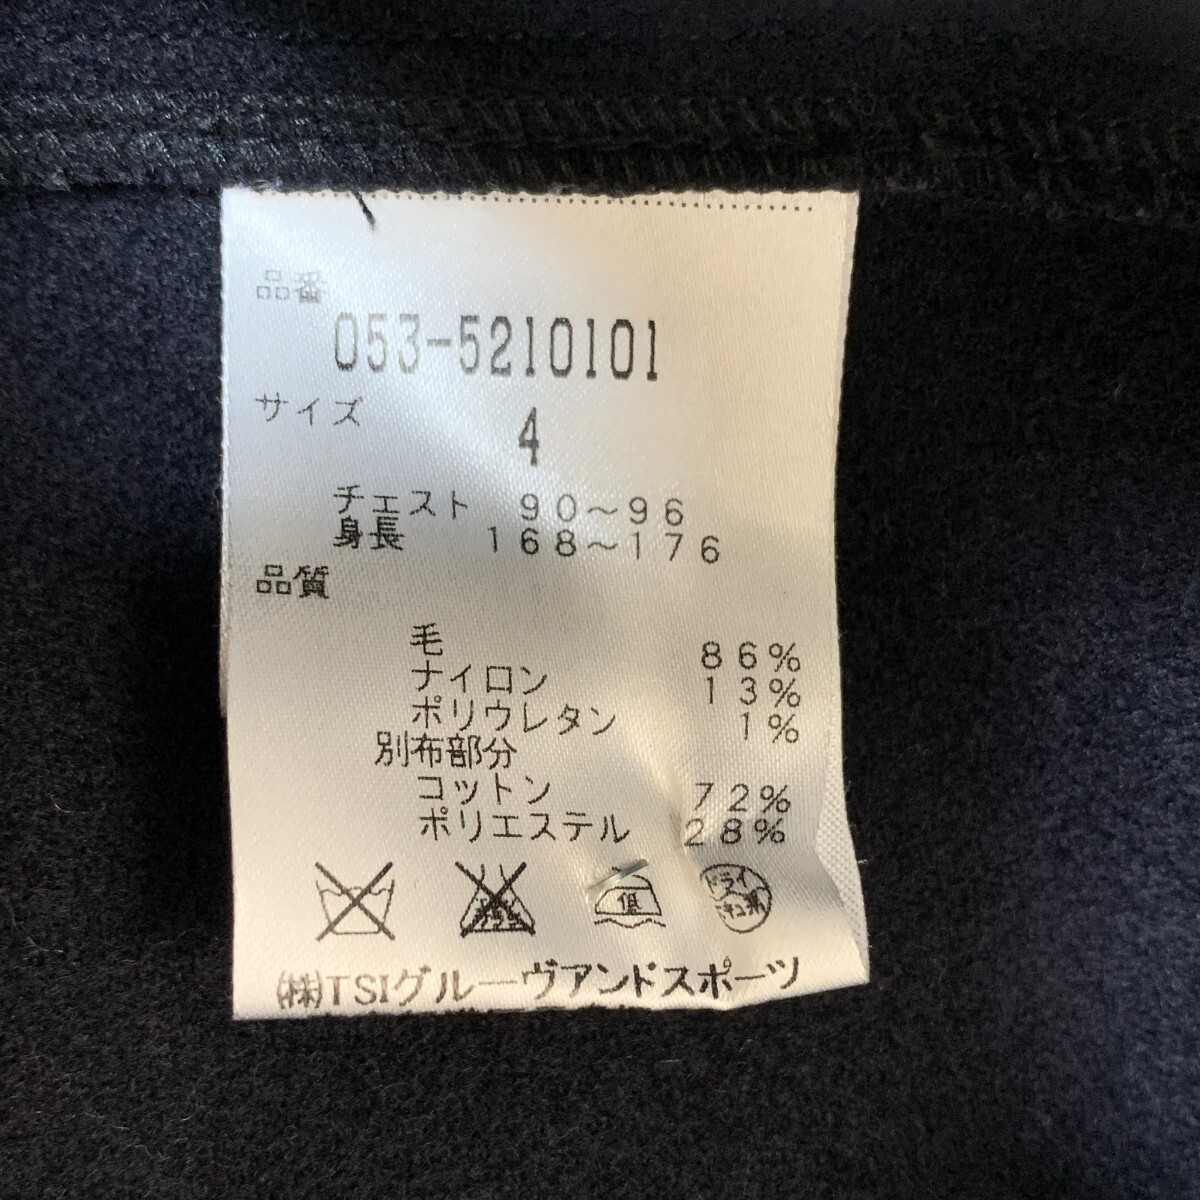 品番
053-5210101
サイズ 4
チェスト 90～96
身長 168～176
品質
毛 86%
ナイロン 13%
ポリウレタン 1%
別布部分
コットン 72%
ポリエステル 28%
低 ドライ
㈱TSIグルーヴアンドスポーツ